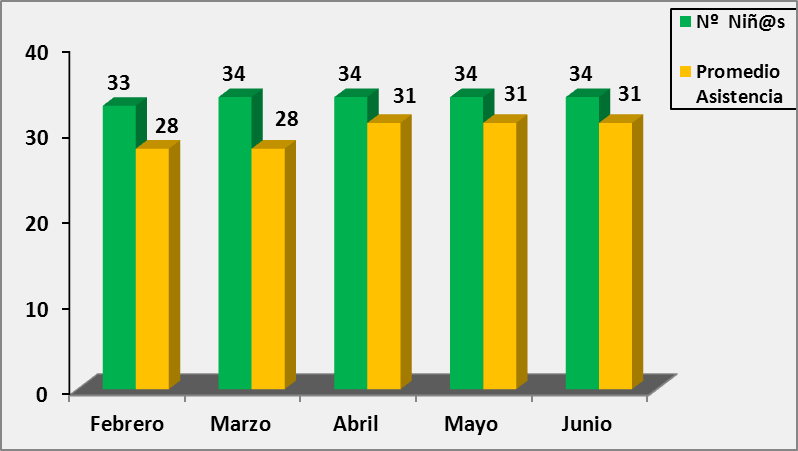 Nº Niñ@s
Promedio
Asistencia
40
30
20
10
0
33
28
34
28
34
31
34
31
34
31
Febrero
Marzo
Abril
Mayo
Junio